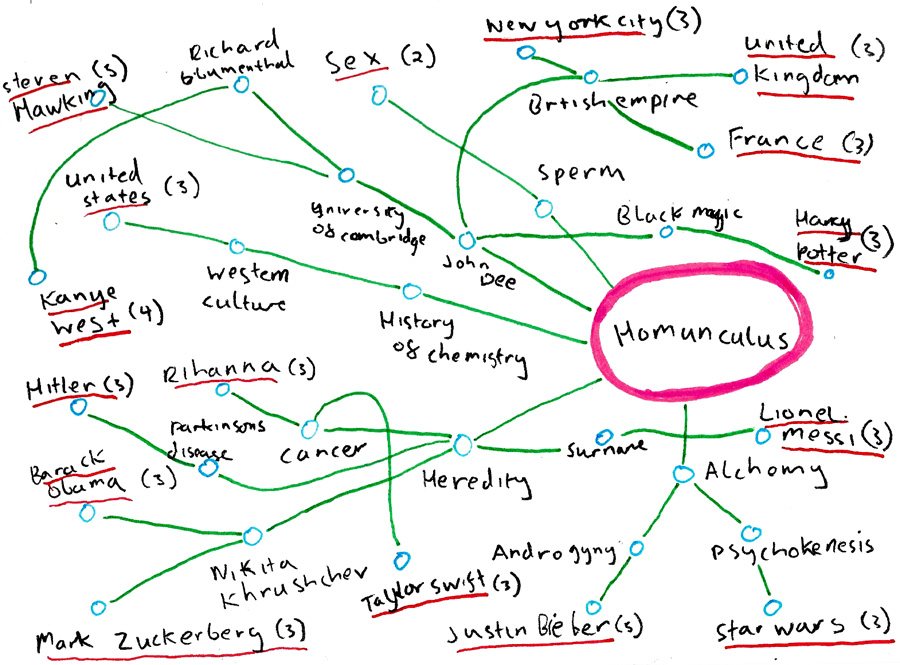 New york city (3)
Richard
Blumenthal
Sex (2)
united (3)
kingdom
steven (3)
Hawking
British empire
France (3)
united
states (3)
sperm
University
of cambridge
Black magic
Harry
potter (3)
John
Dee
western
culture
Kanye
west (4)
History
of chemistry
Homunculus
Hitler (3)
Rihanna (3)
parkinsons
disease
cancer
Lionel
messi (3)
surname
Barack
obama (3)
Heredity
Alchomy
Nikita
Khrushchev
Androgyny
psychokenesis
Taylor swift (3)
Mark Zuckerberg (3)
Justin Bieber (3)
star wars (3)